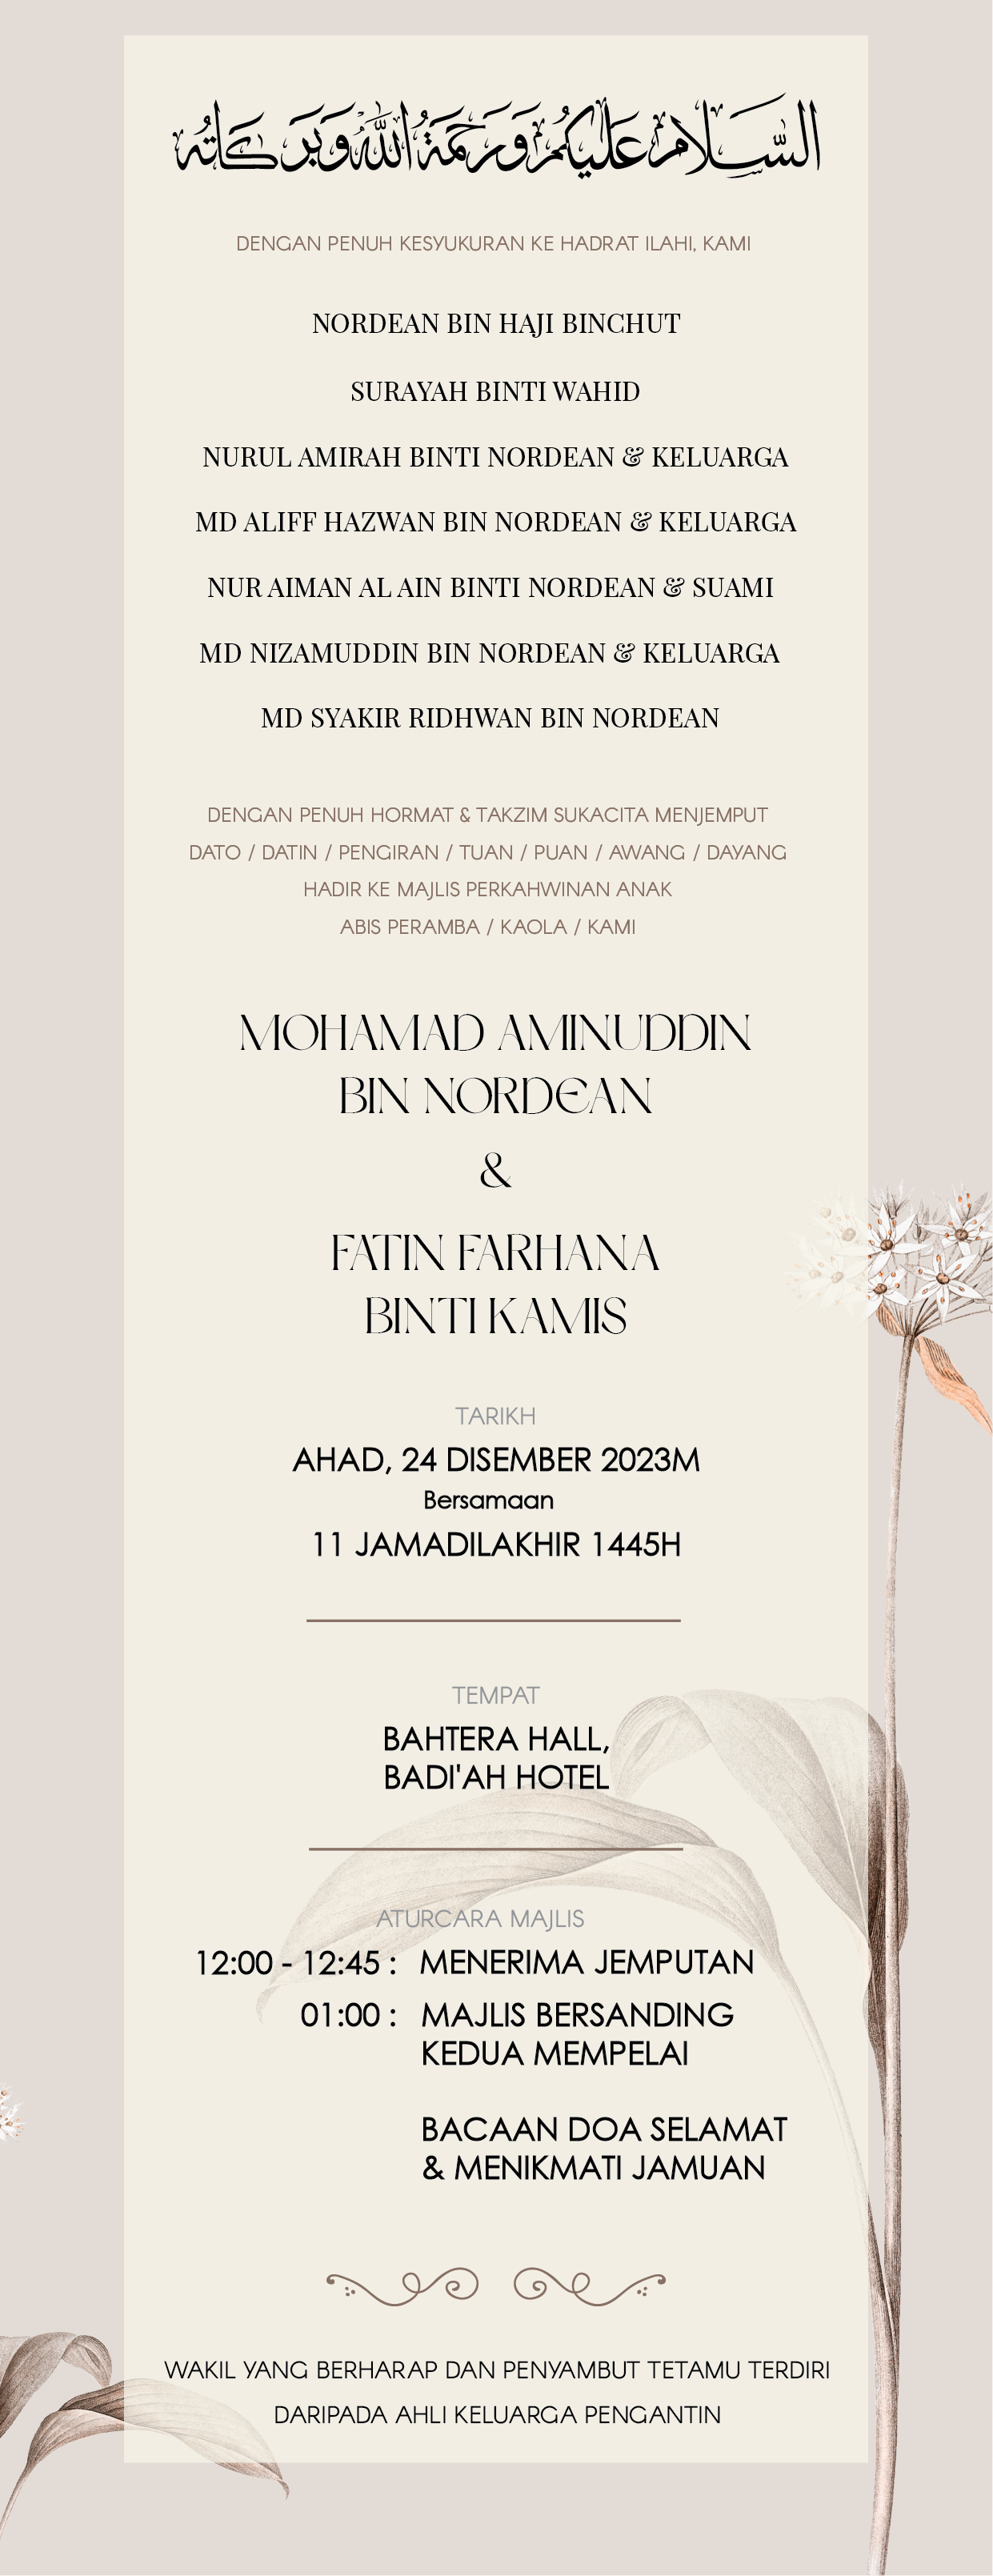 السَّلَامُ عَلَيْكُمْ وَرَحْمَةُ اللهِ وَبَرَكَاتُهُ
DENGAN PENUH KESYUKURAN KE HADRAT ILAHI, KAMI
NORDEAN BIN HAJI BINCHUT
SURAYAH BINTI WAHID
NURUL AMIRAH BINTI NORDEAN & KELUARGA
MD ALIFF HAZWAN BIN NORDEAN & KELUARGA
NUR AIMAN AL AIN BINTI NORDEAN & SUAMI
MD NIZAMUDDIN BIN NORDEAN & KELUARGA
MD SYAKIR RIDHWAN BIN NORDEAN
DENGAN PENUH HORMAT & TAKZIM SUKACITA MENJEMPUT
DATO / DATIN / PENGIRAN / TUAN / PUAN / AWANG / DAYANG
HADIR KE MAJLIS PERKAHWINAN ANAK
ABIS PERAMBA / KAOLA / KAMI
MOHAMAD AMINUDDIN
BIN NORDEAN
&
FATIN FARHANA
BINTI KAMIS
TARIKH
AHAD, 24 DISEMBER 2023M
Bersamaan
11 JAMADILAKHIR 1445H
TEMPAT
BAHTERA HALL,
BADI'AH HOTEL
ATURCARA MAJLIS
12:00 - 12:45 : MENERIMA JEMPUTAN
01:00 : MAJLIS BERSANDING
KEDUA MEMPELAI
BACAAN DOA SELAMAT
& MENIKMATI JAMUAN
WAKIL YANG BERHARAP DAN PENYAMBUT TETAMU TERDIRI
DARIPADA AHLI KELUARGA PENGANTIN